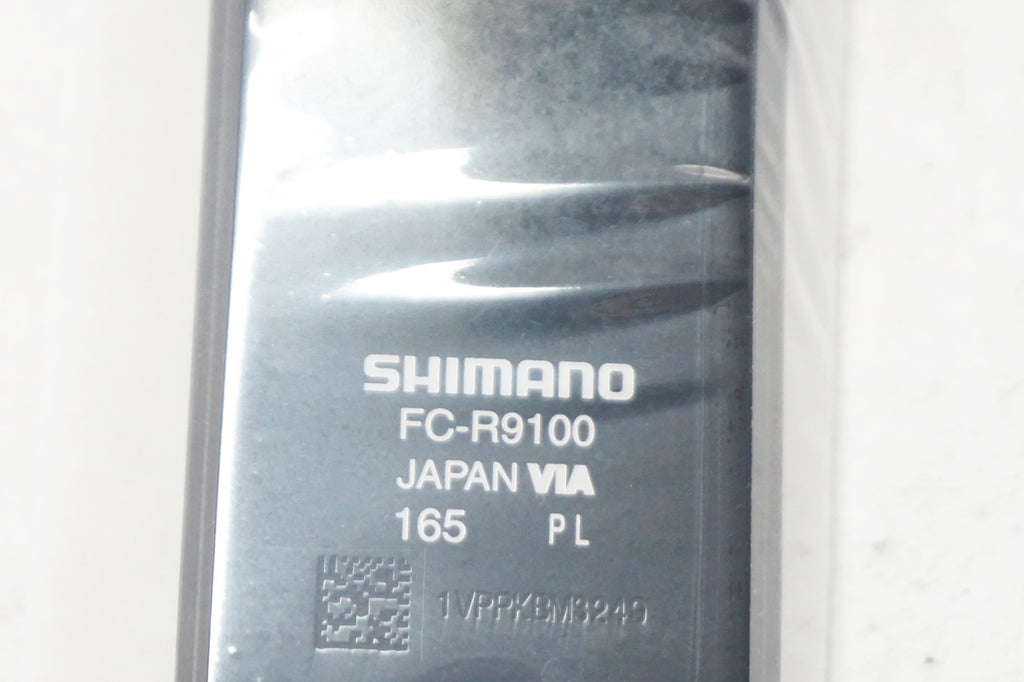 SHIMANO
FC-R9100
JAPAN VIA
165 PL
1VPPKBM3249